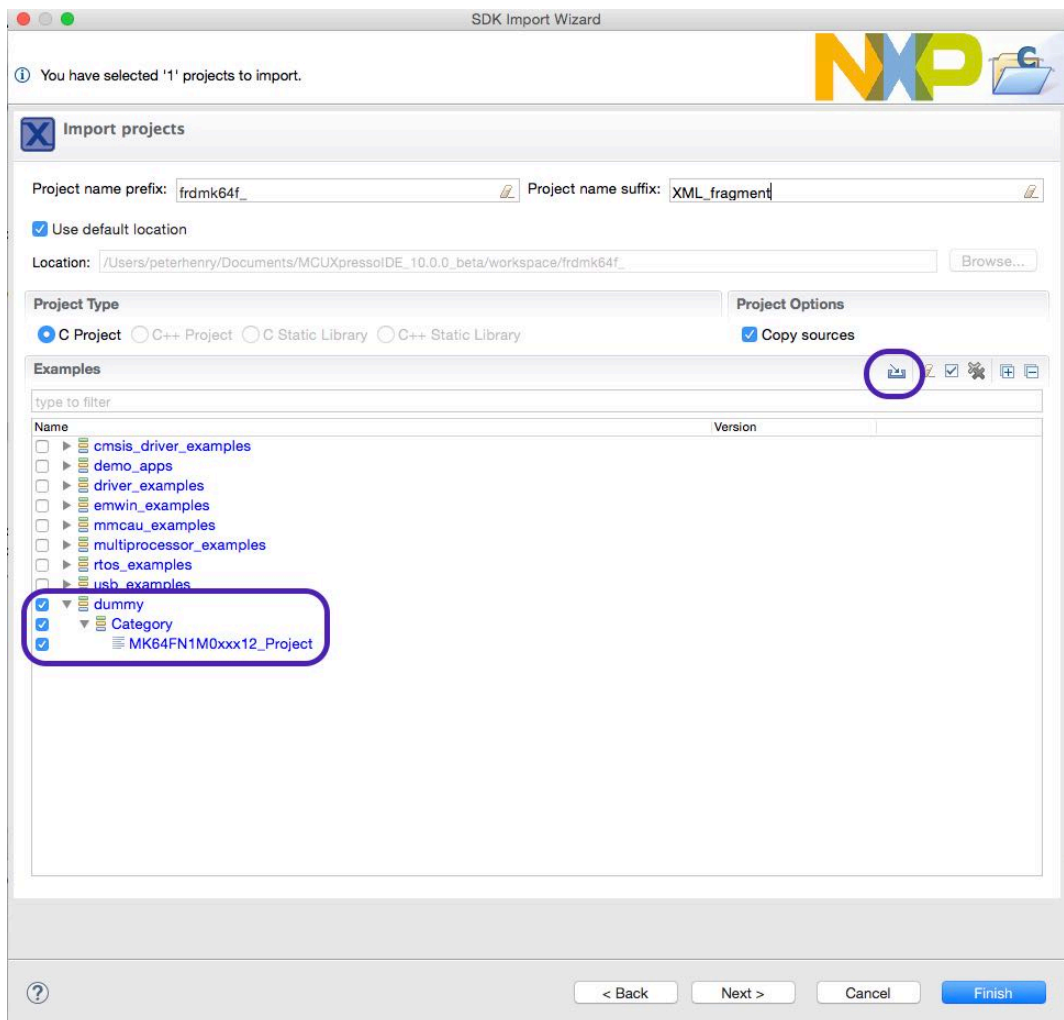 SDK Import Wizard
You have selected '1' projects to import.
NXP
C
X Import projects
Project name prefix: frdmk64f_ Project name suffix: XML_fragment
Use default location
Location: /Users/peterhenry/Documents/MCUXpressoIDE_10.0.0_beta/workspace/frdmk64f_ Browse...
Project Type Project Options
C Project C++ Project C Static Library C++ Static Library Copy sources
Examples
type to filter
Name Version
cmsis_driver_examples
demo_apps
driver_examples
emwin_examples
mmcau_examples
multiprocessor_examples
rtos_examples
usb_examples
dummy
Category
MK64FN1M0xxx12_Project
? < Back Next > Cancel Finish